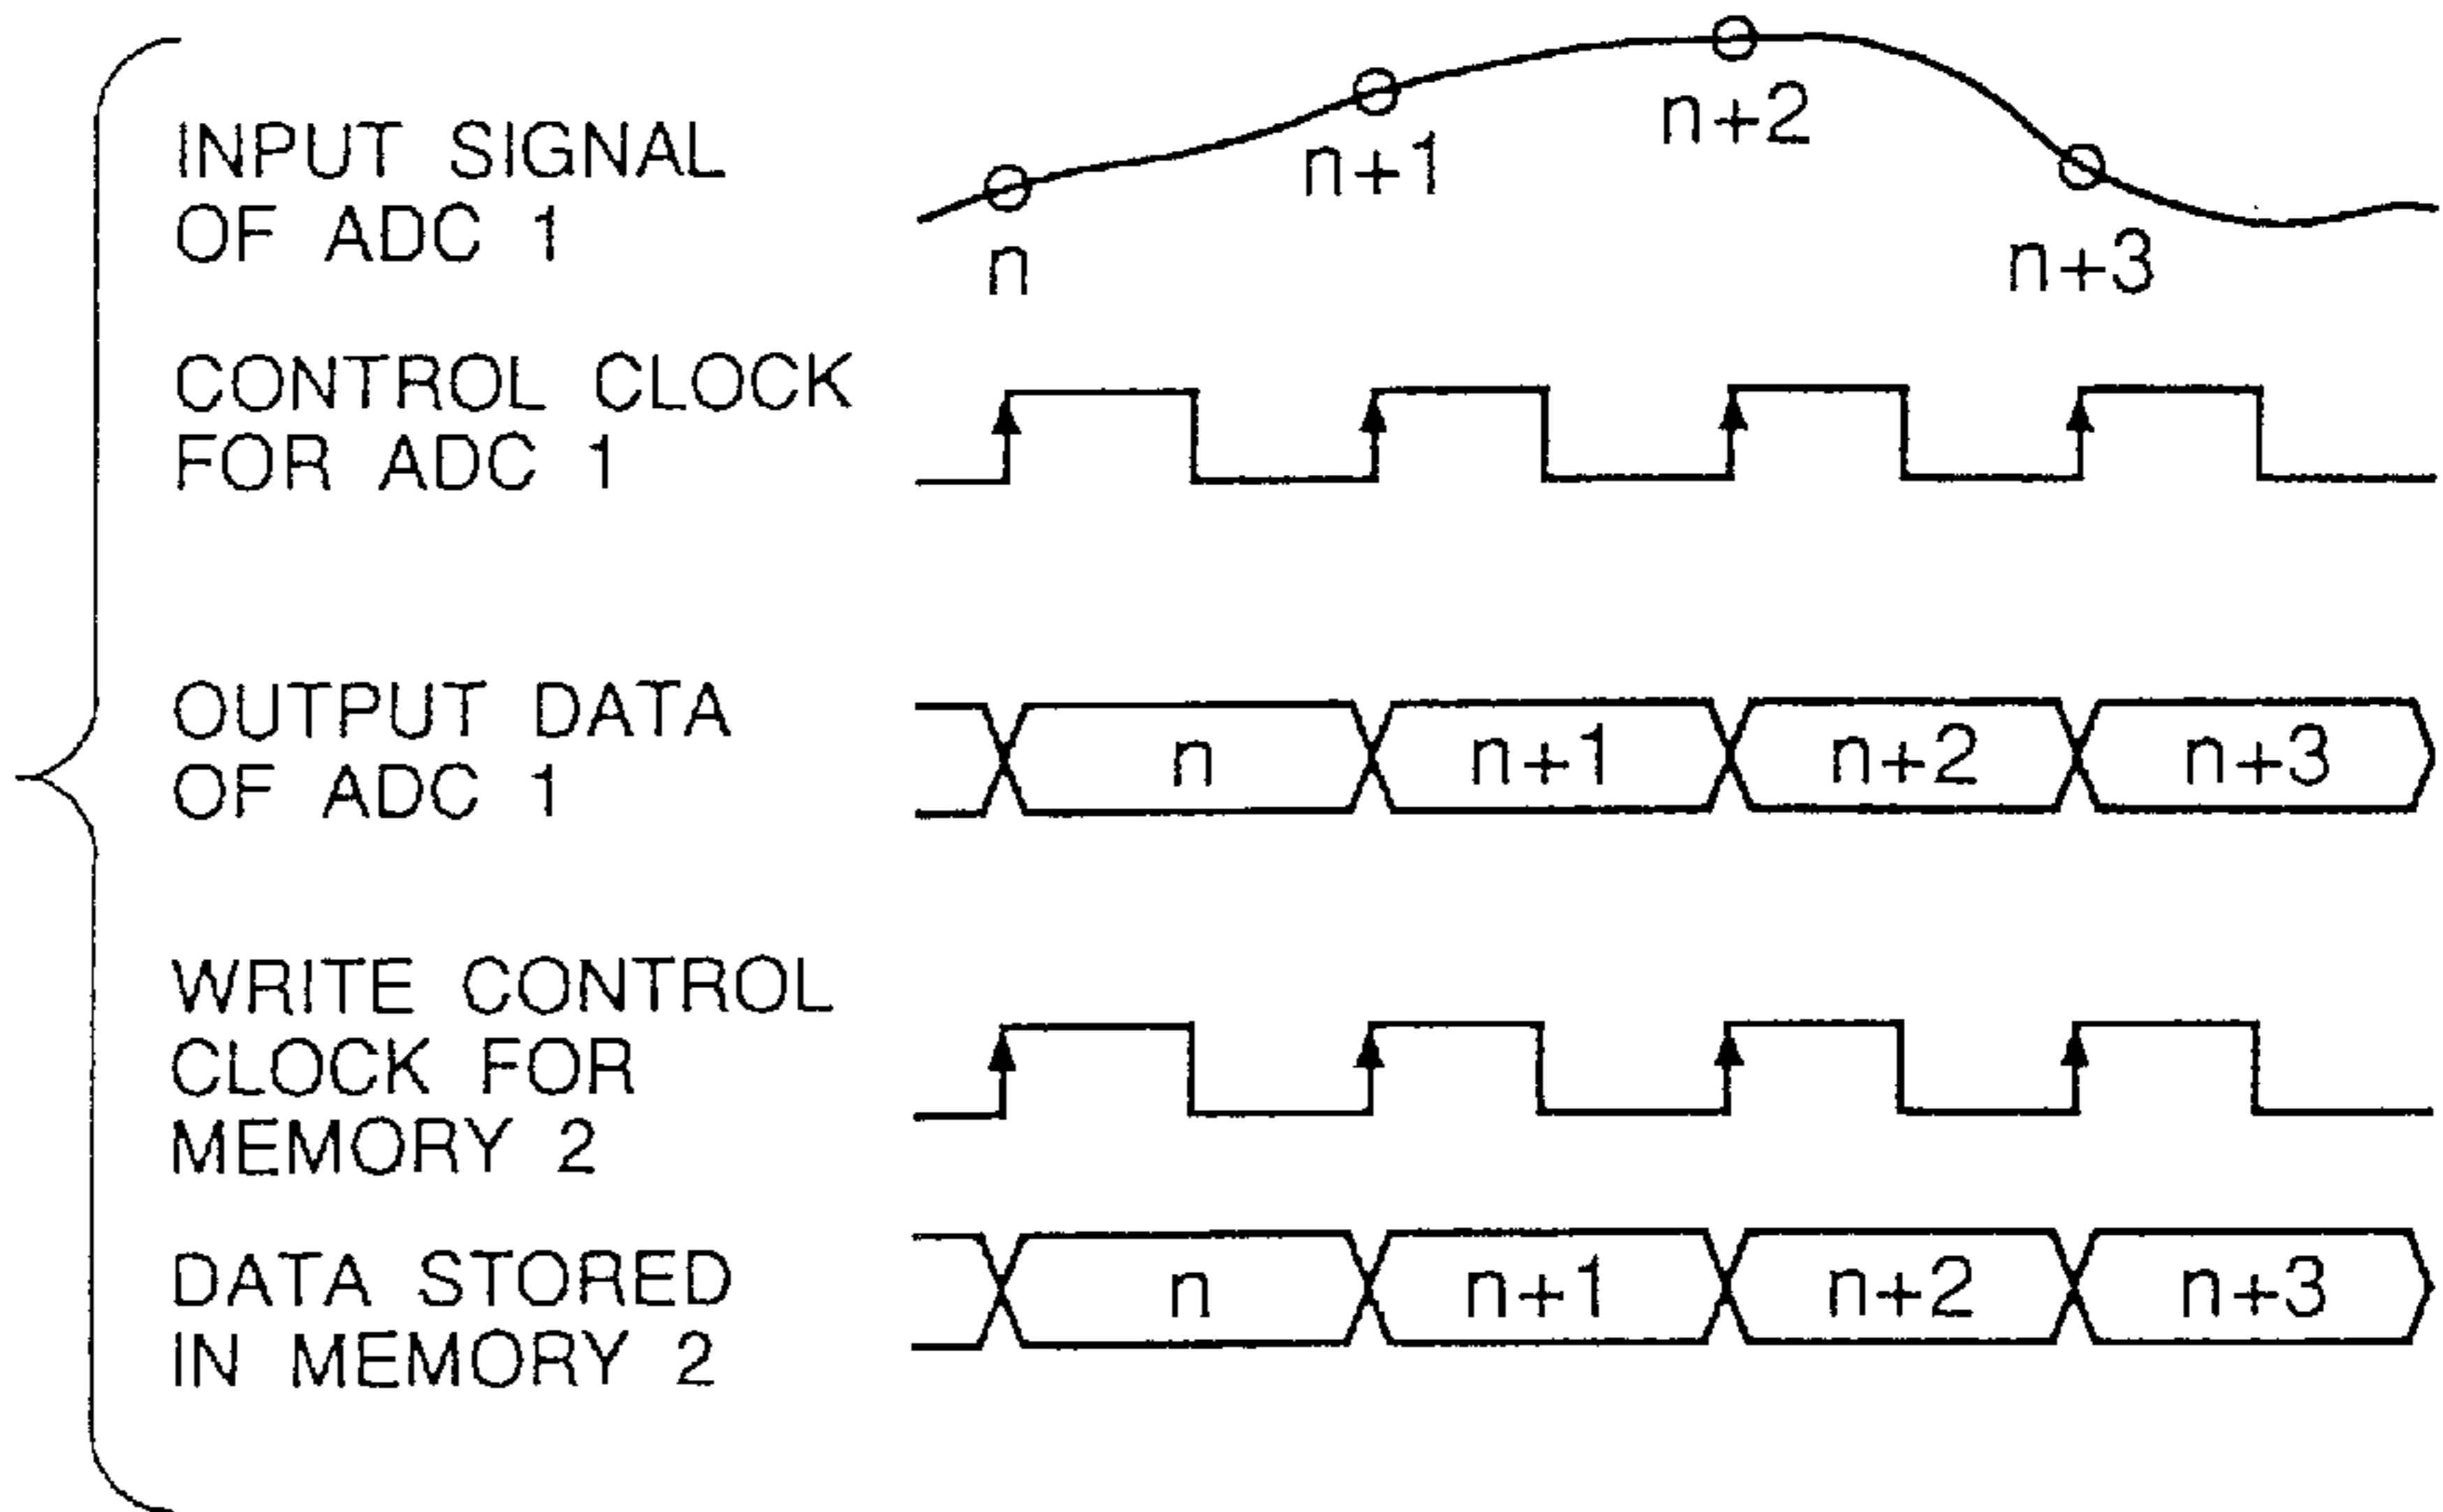 INPUT SIGNAL
OF ADC 1
n
n+1
n+2
n+3
CONTROL CLOCK
FOR ADC 1
OUTPUT DATA
OF ADC 1
n
n+1
n+2
n+3
WRITE CONTROL
CLOCK FOR
MEMORY 2
DATA STORED
IN MEMORY 2
n
n+1
n+2
n+3